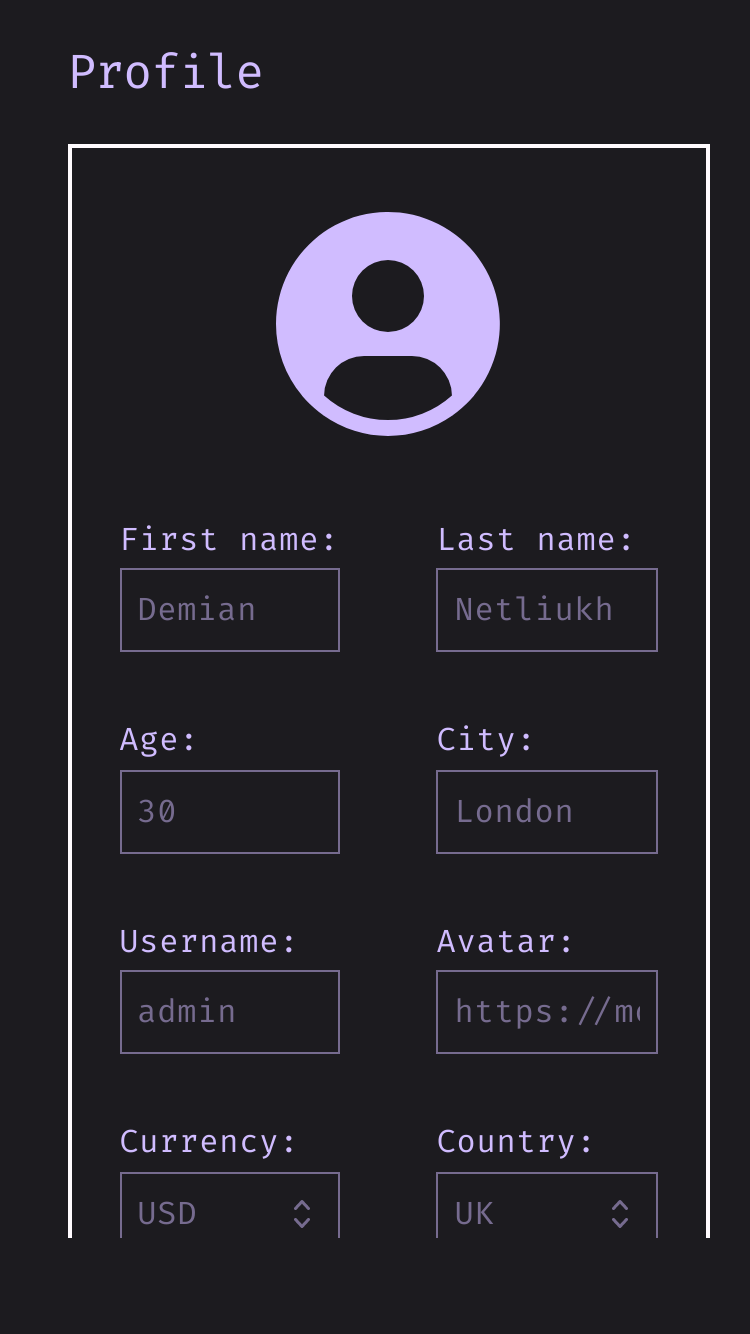 Profile
First name: Last name:
Demian Netliukh
Age: City:
30 London
Username: Avatar:
admin https://
Currency: Country:
USD UK